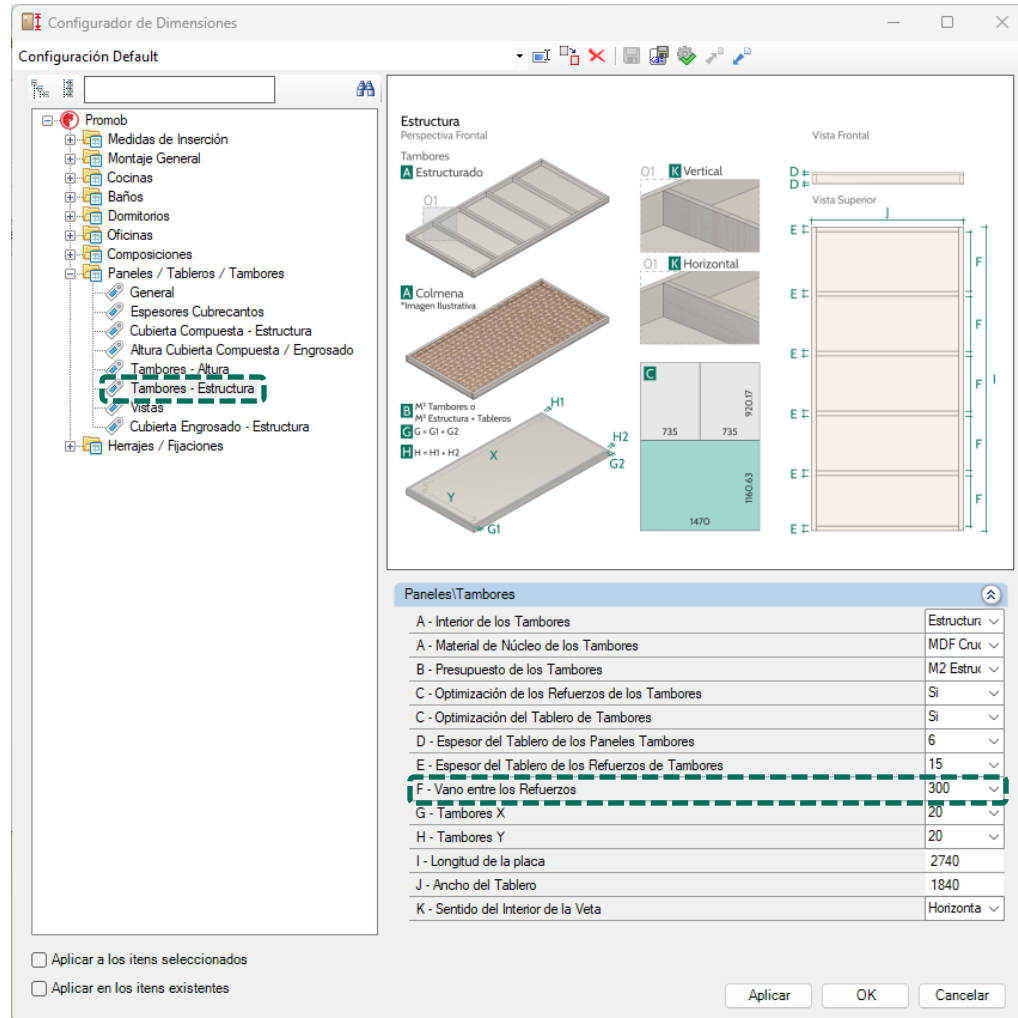 Configurador de Dimensiones
Configuración Default
Promob
Medidas de Inserción
Montaje General
Cocinas
Baños
Dormitorios
Oficinas
Composiciones
Paneles / Tableros / Tambores
General
Espesores Cubrecantos
Cubierta Compuesta - Estructura
Altura Cubierta Compuesta / Engrosado
Tambores - Altura
Tambores - Estructura
Vistas
Cubierta Engrosado - Estructura
Herrajes / Fijaciones
Estructura
Perspectiva Frontal
Tambores
A Estructurado
O1
A Colmena
*Imagen Ilustrativa
B M² Tambores o
M² Estructura + Tableros
G G = G1 + G2
H H = H1 + H2
H1
H2
G2
G1
X
Y
O1 K Vertical
O1 K Horizontal
C
920.17
735 735
1160.63
1470
Vista Frontal
D
D
Vista Superior
J
E
F
E
F
E
F
I
E
F
E
F
E
Paneles\Tambores
A - Interior de los Tambores Estructura
A - Material de Núcleo de los Tambores MDF Cruc
B - Presupuesto de los Tambores M2 Estruc
C - Optimización de los Refuerzos de los Tambores Si
C - Optimización del Tablero de Tambores Si
D - Espesor del Tablero de los Paneles Tambores 6
E - Espesor del Tablero de los Refuerzos de Tambores 15
F - Vano entre los Refuerzos 300
G - Tambores X 20
H - Tambores Y 20
I - Longitud de la placa 2740
J - Ancho del Tablero 1840
K - Sentido del Interior de la Veta Horizonta
Aplicar a los itens seleccionados
Aplicar en los itens existentes
Aplicar OK Cancelar